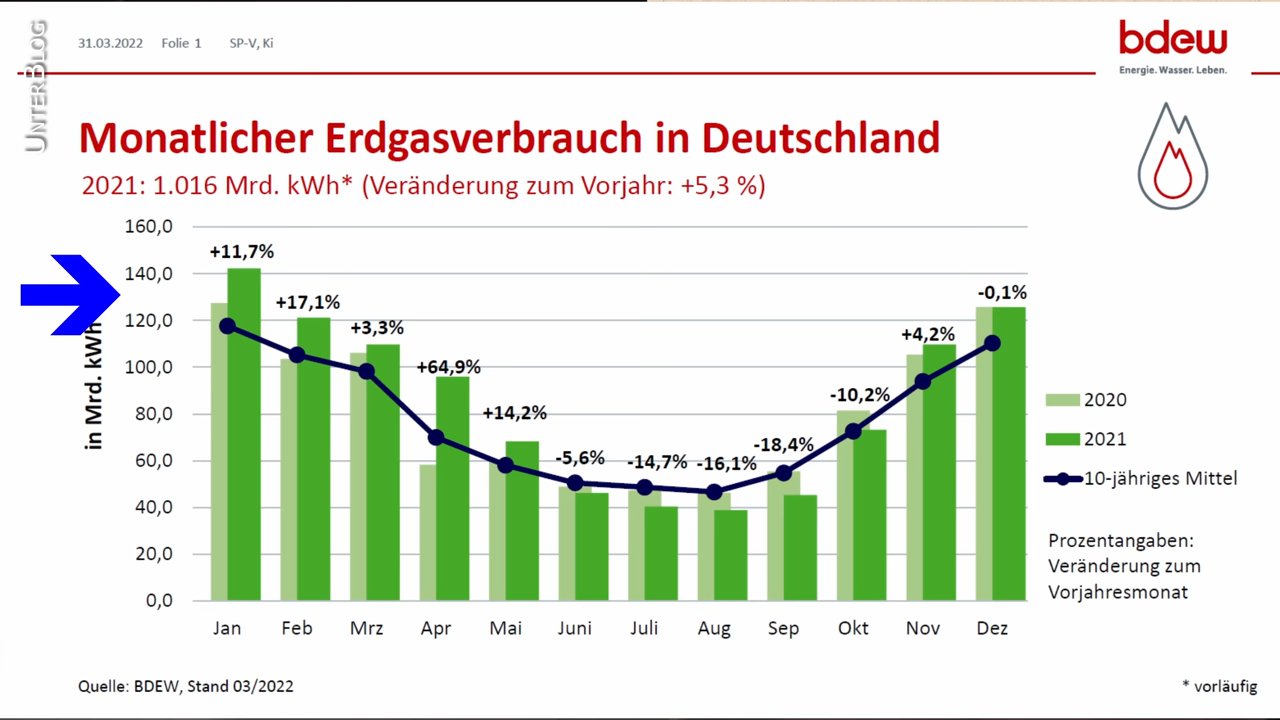 UNTERBLOG
31.03.2022 Folie 1 SP-V, Ki
bdew
Energie. Wasser. Leben.
Monatlicher Erdgasverbrauch in Deutschland
2021: 1.016 Mrd. kWh* (Veränderung zum Vorjahr: +5,3 %)
in Mrd. kWh
160,0
140,0
120,0
100,0
80,0
60,0
40,0
20,0
0,0
+11,7%
+17,1%
+3,3%
+64,9%
+14,2%
-5,6%
-14,7%
-16,1%
-18,4%
-10,2%
+4,2%
-0,1%
Jan Feb Mrz Apr Mai Juni Juli Aug Sep Okt Nov Dez
2020
2021
10-jähriges Mittel
Prozentangaben:
Veränderung zum
Vorjahresmonat
Quelle: BDEW, Stand 03/2022
* vorläufig